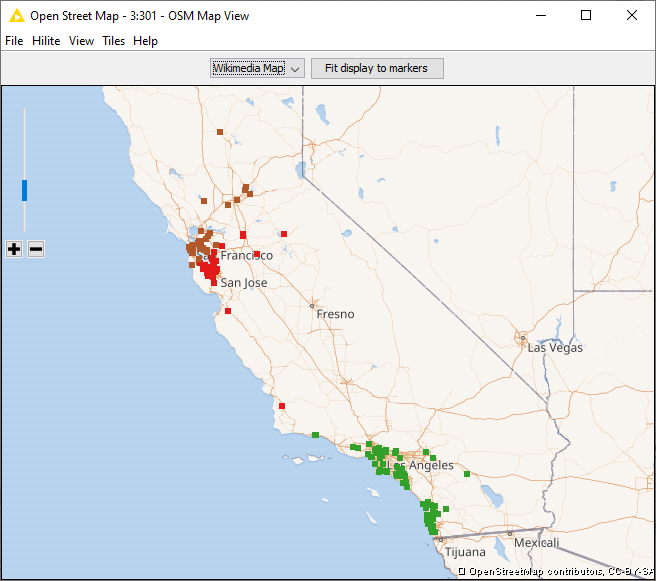 Open Street Map - 3:301 - OSM Map View
File Hilite View Tiles Help
Wikimedia Map Fit display to markers
San Francisco
San Jose
Fresno
Las Vegas
Los Angeles
Mexicali
Tijuana
© OpenStreetMap contributors, CC-BY-SA